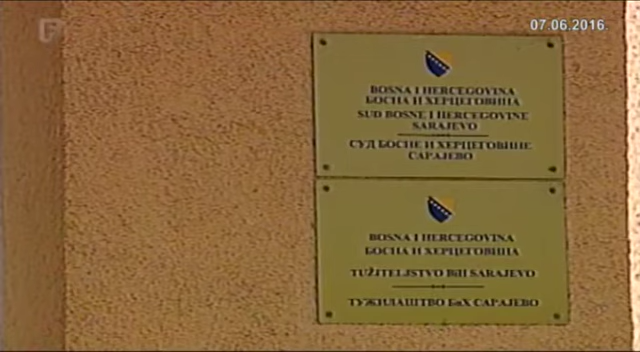 07.06.2016.
BOSNA I HERCEGOVINA
БОСНА И ХЕРЦЕГОВИНА
SUD BOSNE I HERCEGOVINE
SARAJEVO
СУД БОСНЕ И ХЕРЦЕГОВИНЕ
САРАЈЕВО
BOSNA I HERCEGOVINA
БОСНА И ХЕРЦЕГОВИНА
TUŽITELJSTVO BiH SARAJEVO
ТУЖИЛАШТВО БиХ САРАЈЕВО